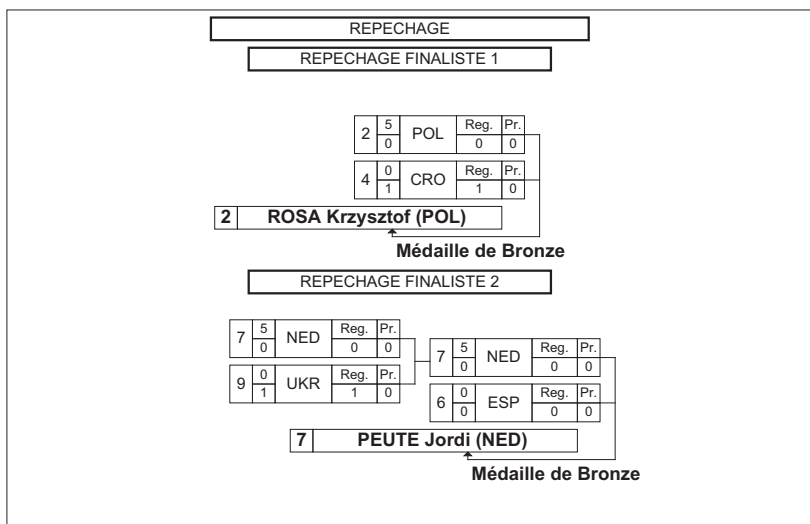 REPECHAGE
REPECHAGE FINALISTE 1
2 5 POL Reg. Pr.
0 0 0
4 0 CRO Reg. Pr.
1 1 0
2 ROSA Krzysztof (POL)
Médaille de Bronze
REPECHAGE FINALISTE 2
7 5 NED Reg. Pr.
0 0 0
9 0 UKR Reg. Pr.
1 1 0
7 5 NED Reg. Pr.
0 0 0
6 0 ESP Reg. Pr.
0 0 0
7 PEUTE Jordi (NED)
Médaille de Bronze